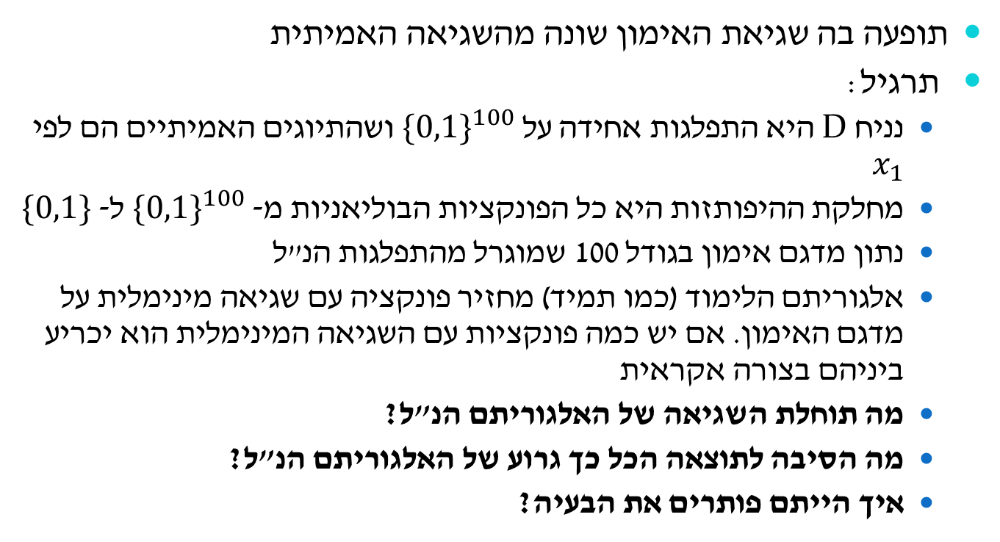 • תופעה בה שגיאת האימון שונה מהשגיאה האמיתית
• תרגיל:
• נניח D היא התפלגות אחידה על {0,1}^100 ושהתיוגים האמיתיים הם לפי
x₁
• מחלקת ההיפותזות היא כל הפונקציות הבוליאניות מ- {0,1}^100 ל- {0,1}
• נתון מדגם אימון בגודל 100 שמוגרל מהתפלגות הנ״ל
• אלגוריתם הלימוד (כמו תמיד) מחזיר פונקציה עם שגיאה מינימלית על
מדגם האימון. אם יש כמה פונקציות עם השגיאה המינימלית הוא יכריע
ביניהם בצורה אקראית
• מה תוחלת השגיאה של האלגוריתם הנ״ל?
• מה הסיבה לתוצאה הכל כך גרוע של האלגוריתם הנ״ל?
• איך הייתם פותרים את הבעיה?